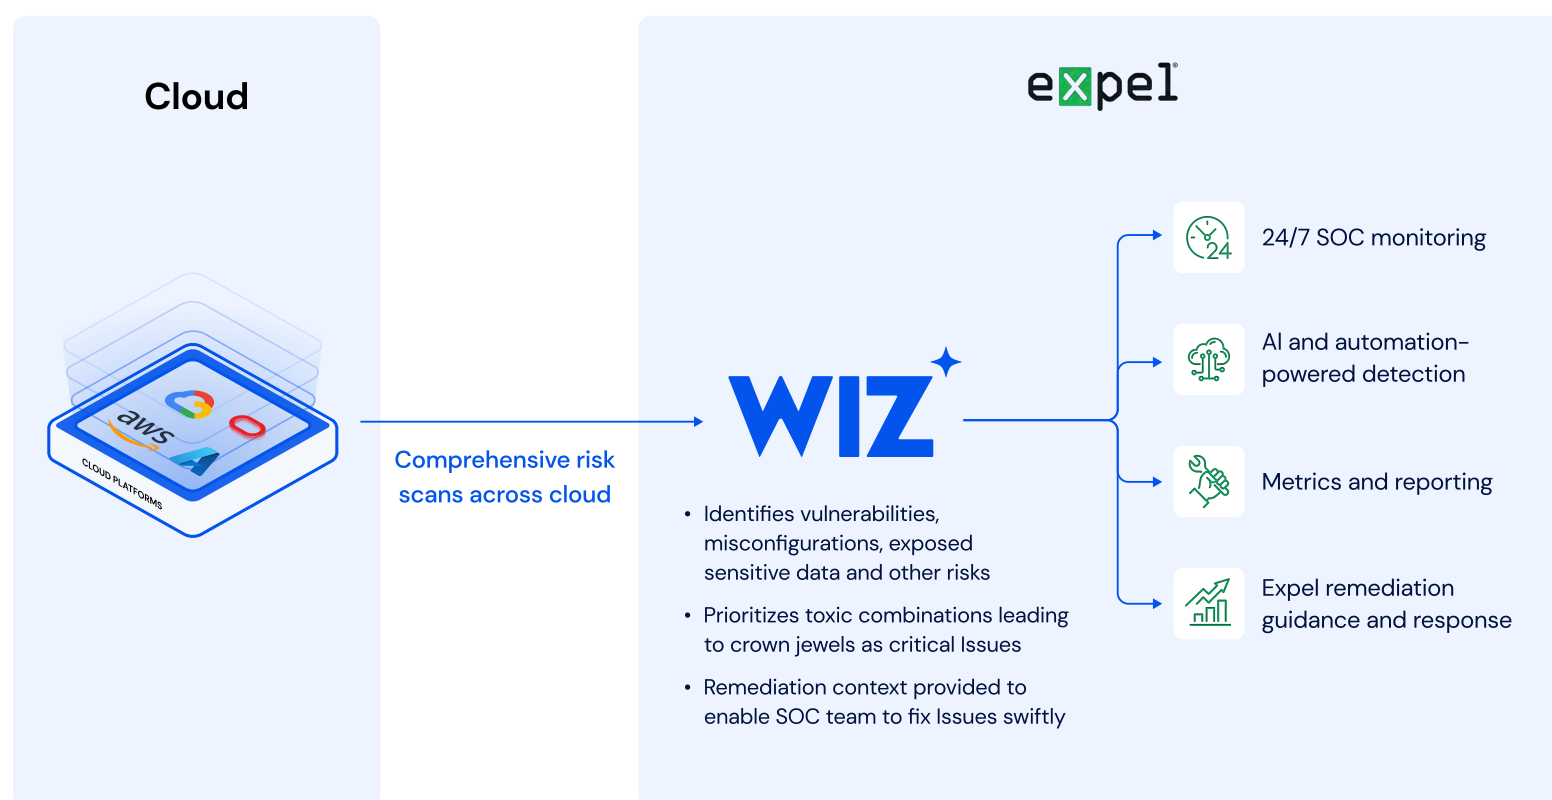 Cloud
aws
CLOUD PLATFORMS
Comprehensive risk
scans across cloud
expel®
WIZ
• Identifies vulnerabilities,
misconfigurations, exposed
sensitive data and other risks
• Prioritizes toxic combinations leading
to crown jewels as critical Issues
• Remediation context provided to
enable SOC team to fix Issues swiftly
24
24/7 SOC monitoring
AI and automation-
powered detection
Metrics and reporting
Expel remediation
guidance and response